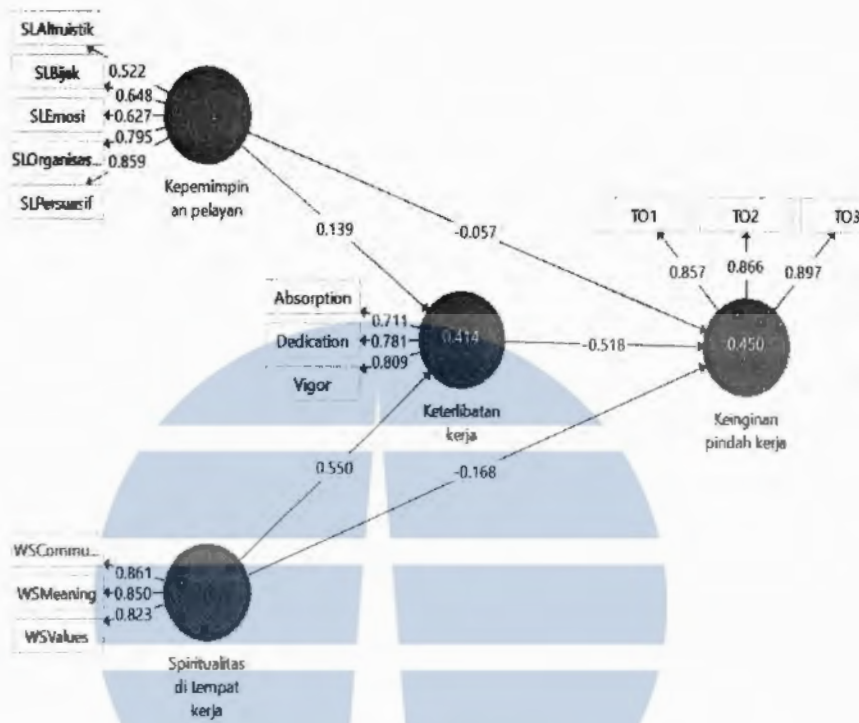 SLAltruistik
SLBijak
SLEmosi
SLOrganisas...
SLPersuasif
0.522
0.648
0.627
0.795
0.859
Kepemimpin
an pelayan
0.139
-0.057
TO1
TO2
TO3
0.857
0.866
0.897
Absorption
Dedication
Vigor
0.711
0.781
0.809
0.414
Keterlibatan
kerja
-0.518
0.450
Keinginan
pindah kerja
0.550
-0.168
WSCommu...
WSMeaning
WSValues
0.861
0.850
0.823
Spiritualitas
di tempat
kerja